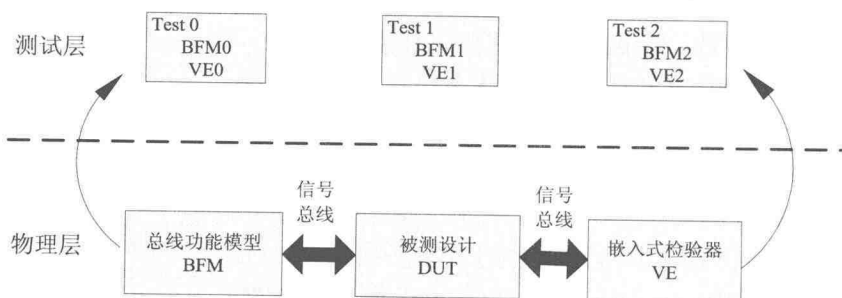 测试层
Test 0
BFM0
VE0
Test 1
BFM1
VE1
Test 2
BFM2
VE2
信号
总线
信号
总线
物理层
总线功能模型
BFM
被测设计
DUT
嵌入式检验器
VE